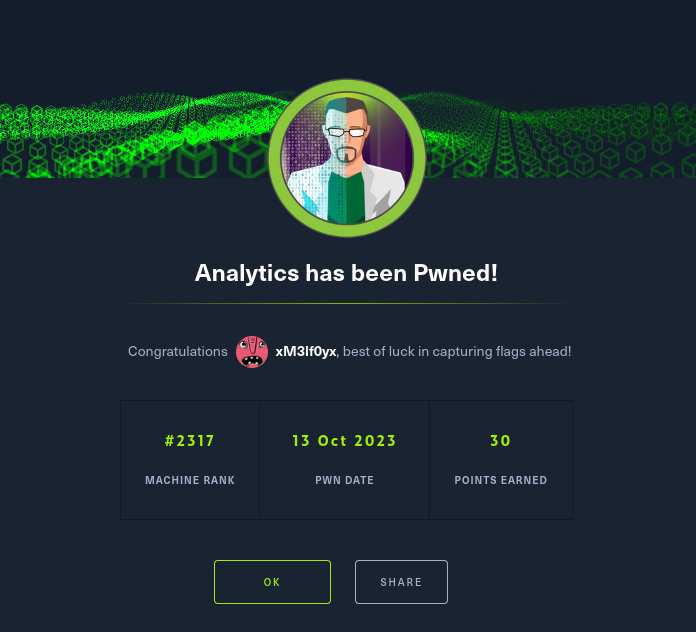 Analytics has been Pwned!
Congratulations xM3lf0yx, best of luck in capturing flags ahead!
#2317 13 Oct 2023 30
MACHINE RANK PWN DATE POINTS EARNED
OK SHARE